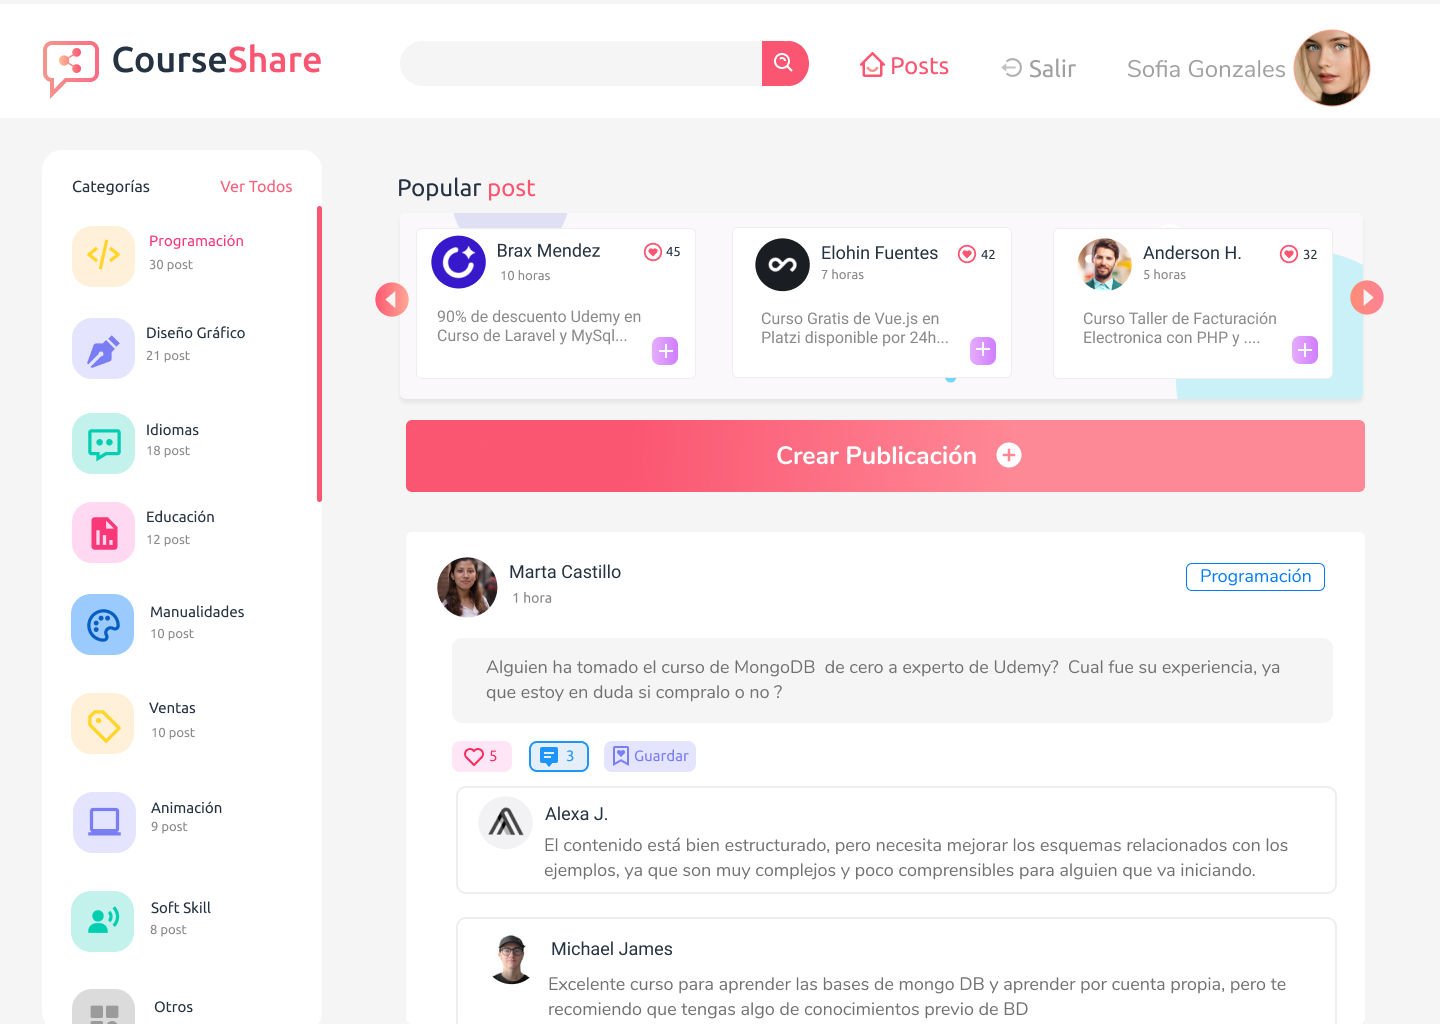 CourseShare
Posts
Salir
Sofia Gonzales
Categorías
Ver Todos
Programación
30 post
Diseño Gráfico
21 post
Idiomas
18 post
Educación
12 post
Manualidades
10 post
Ventas
10 post
Animación
9 post
Soft Skill
8 post
Otros
Popular post
Brax Mendez
45
10 horas
90% de descuento Udemy en
Curso de Laravel y MySql...
Elohin Fuentes
42
7 horas
Curso Gratis de Vue.js en
Platzi disponible por 24h...
Anderson H.
32
5 horas
Curso Taller de Facturación
Electronica con PHP y ....
Crear Publicación
Marta Castillo
1 hora
Programación
Alguien ha tomado el curso de MongoDB  de cero a experto de Udemy?  Cual fue su experiencia, ya
que estoy en duda si compralo o no ?
5
3
Guardar
Alexa J.
El contenido está bien estructurado, pero necesita mejorar los esquemas relacionados con los
ejemplos, ya que son muy complejos y poco comprensibles para alguien que va iniciando.
Michael James
Excelente curso para aprender las bases de mongo DB y aprender por cuenta propia, pero te
recomiendo que tengas algo de conocimientos previo de BD